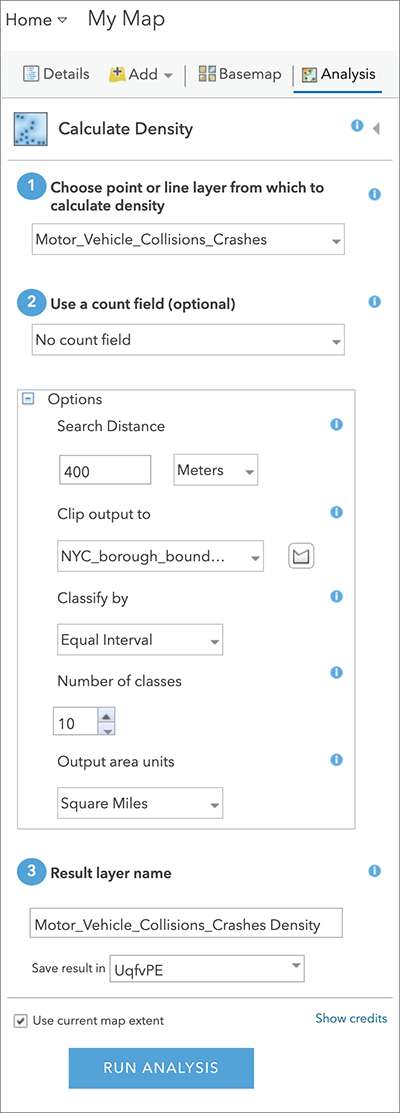 Home My Map
Details Add Basemap Analysis
Calculate Density
1 Choose point or line layer from which to
calculate density
Motor_Vehicle_Collisions_Crashes
2 Use a count field (optional)
No count field
Options
Search Distance
400 Meters
Clip output to
NYC_borough_bound...
Classify by
Equal Interval
Number of classes
10
Output area units
Square Miles
3 Result layer name
Motor_Vehicle_Collisions_Crashes Density
Save result in UqfvPE
Use current map extent Show credits
RUN ANALYSIS